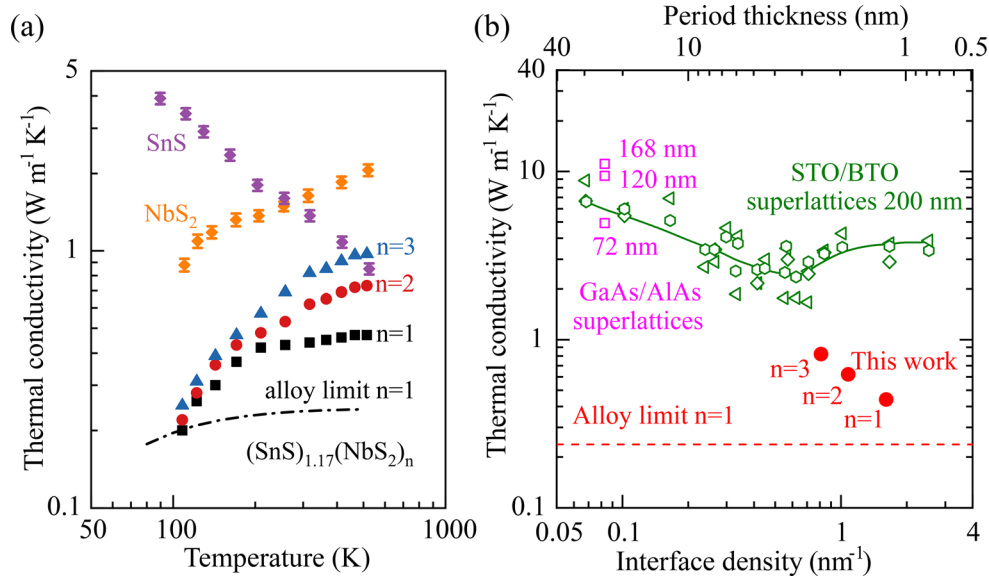 (a)
5
1
0.1
Thermal conductivity (W m⁻¹ K⁻¹)
SnS
NbS₂
n=3
n=2
n=1
alloy limit n=1
(SnS)₁.₁₇(NbS₂)ₙ
50
100
1000
Temperature (K)
(b)
Period thickness (nm)
40
10
1
0.5
40
10
1
0.1
Thermal conductivity (W m⁻¹ K⁻¹)
168 nm
120 nm
72 nm
GaAs/AlAs
superlattices
STO/BTO
superlattices 200 nm
n=3
This work
n=2
n=1
Alloy limit n=1
0.05
0.1
1
4
Interface density (nm⁻¹)